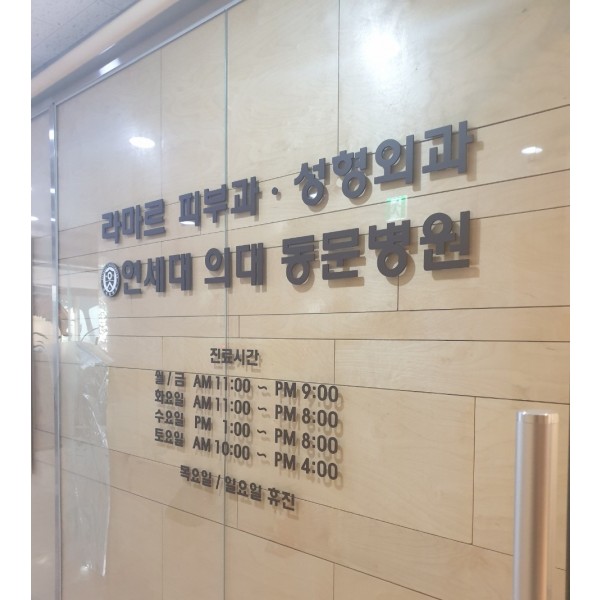 라마르 피부과·성형외과
연세대 의대 동문병원
진료시간
월/금 AM 11:00 ~ PM 9:00
화요일 AM 11:00 ~ PM 8:00
수요일 PM 1:00 ~ PM 8:00
토요일 AM 10:00 ~ PM 4:00
목요일/일요일 휴진